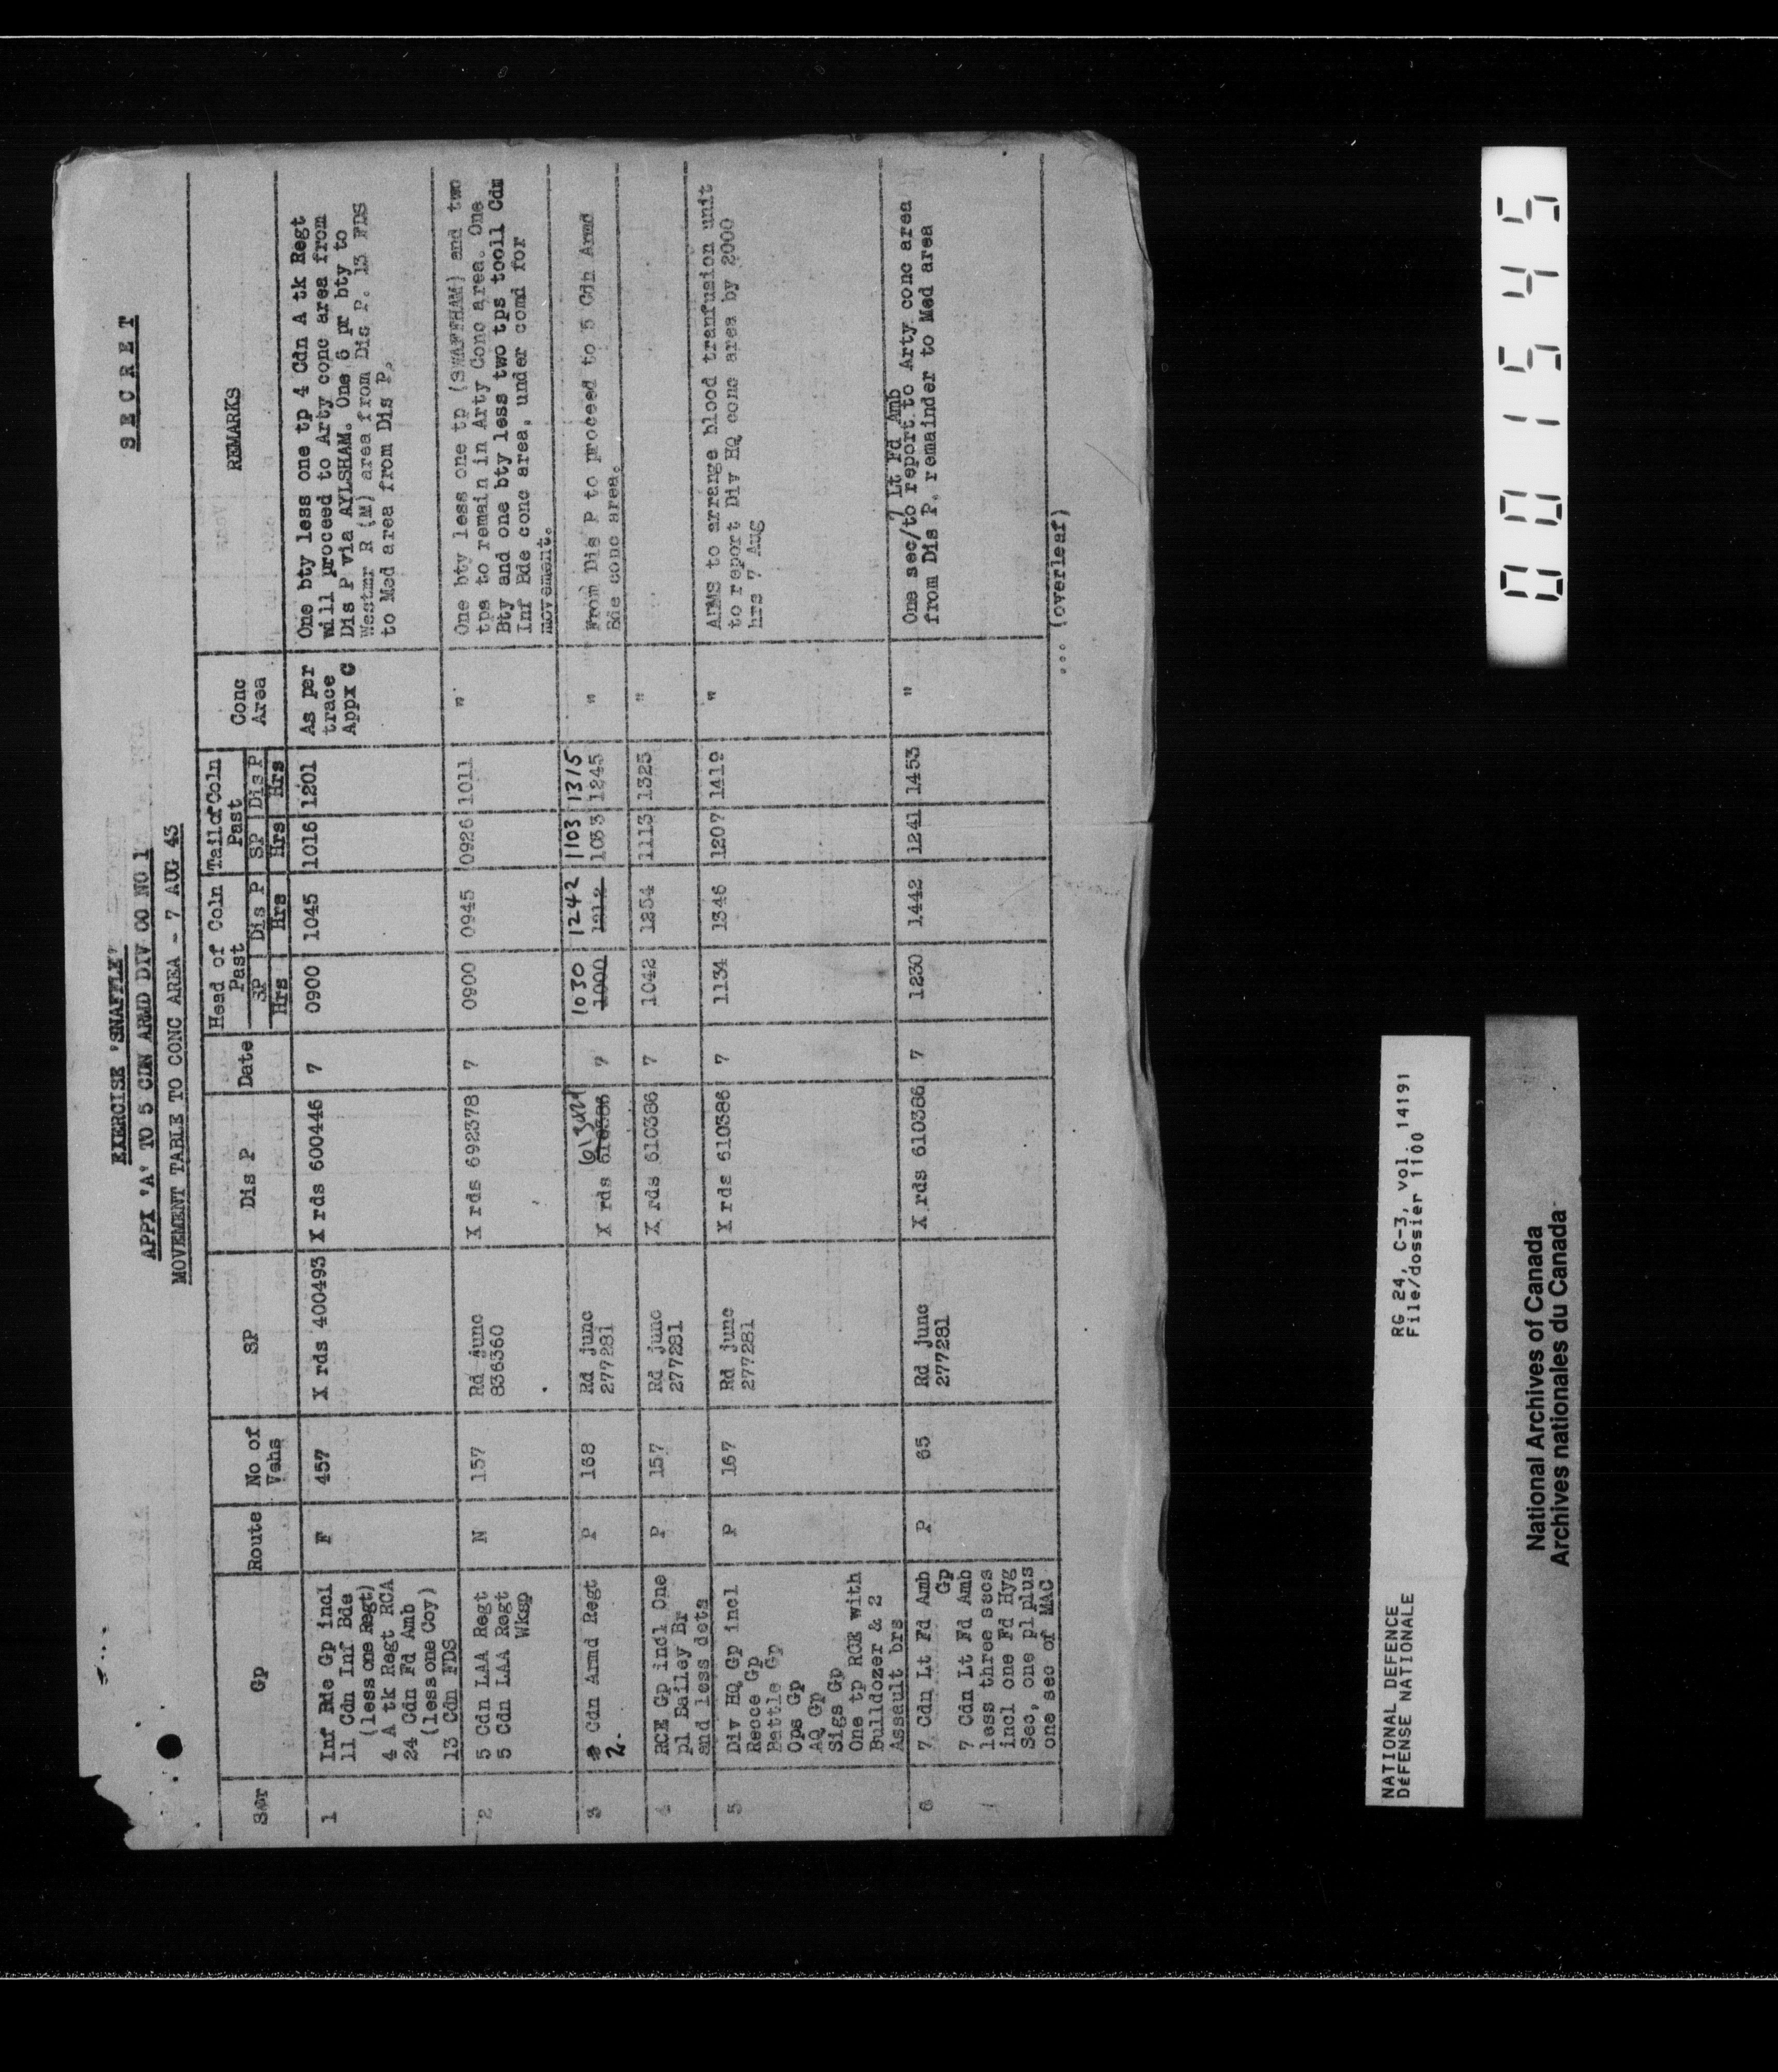 SECRET
EXERCISE 'SNAFFLE'
APPX 'A' TO 5 CDN ARMD DIV OO NO 1
MOVEMENT TABLE TO CONC AREA - 7 AUG 43
Ser Gp Route No of Vehs SP Dis P Date Head of Coln Past SP Hrs Dis P Hrs Tail of Coln Past SP Hrs Dis P Hrs Conc Area REMARKS
1 Inf Bde Gp incl F 457 X rds 400493 X rds 600446 7 0900 1045 1016 1201 As per One bty less one tp 4 Cdn A tk Regt
11 Cdn Inf Bde trace will proceed to Arty conc area from
(less one Regt) Appx C Dis P via AYLSHAM. One 6 pr bty to
4 A tk Regt RCA Westmr R (M) area from Dis P. 13 FDS
24 Cdn Fd Amb to Med area from Dis P.
(less one Coy)
13 Cdn FDS
2 5 Cdn LAA Regt N 157 Rd junc X rds 692378 7 0900 0945 0926 1011 " One bty less one tp (SWAFFHAM) and two
5 Cdn LAA Regt 836360 tps to remain in Arty Conc area. One
Wksp Bty and one bty less two tps to 11 Cdn
Inf Bde conc area, under comd for
movement.
1030 1242 1103 1315
3 Cdn Armd Regt P 168 Rd junc X rds 610386 7 1000 1212 1033 1245 " From Dis P to proceed to 5 Cdn Armd
2 277281 Bde conc area.
4 RCE Gp incl One P 157 Rd junc X rds 610386 7 1042 1254 1113 1325 "
pl Bailey Br 277281
and less dets
5 Div HQ Gp incl P 167 Rd junc X rds 610386 7 1134 1346 1207 1419 " ADMS to arrange blood tranfusion unit
Recce Gp 277281 to report Div HQ conc area by 2000
Battle Gp hrs 7 Aug
Ops Gp
AQ Gp
Sigs Gp
One tp RCE with
Bulldozer & 2
Assault brs
7 Lt Fd Amb
6 7 Cdn Lt Fd Amb P 65 Rd junc X rds 610386 7 1230 1442 1241 1453 " One sec/to report to Arty conc area
Gp 277281 from Dis P, remainder to Med area
7 Cdn Lt Fd Amb
less three secs
incl one Fd Hyg
Sec, one pl plus
one sec of MAC
... (overleaf)
0001545
NATIONAL DEFENCE RG 24, C-3, vol. 14191
DÉFENSE NATIONALE File/dossier 1100
National Archives of Canada
Archives nationales du Canada